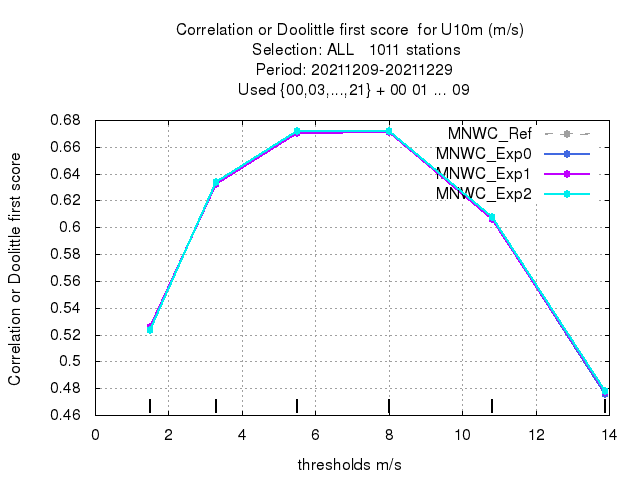 Correlation or Doolittle first score  for U10m (m/s)
Selection: ALL   1011 stations
Period: 20211209-20211229
Used {00,03,...,21} + 00 01 ... 09
Correlation or Doolittle first score
0.68
0.66
0.64
0.62
0.6
0.58
0.56
0.54
0.52
0.5
0.48
0.46
MNWC_Ref
MNWC_Exp0
MNWC_Exp1
MNWC_Exp2
0 2 4 6 8 10 12 14
thresholds m/s